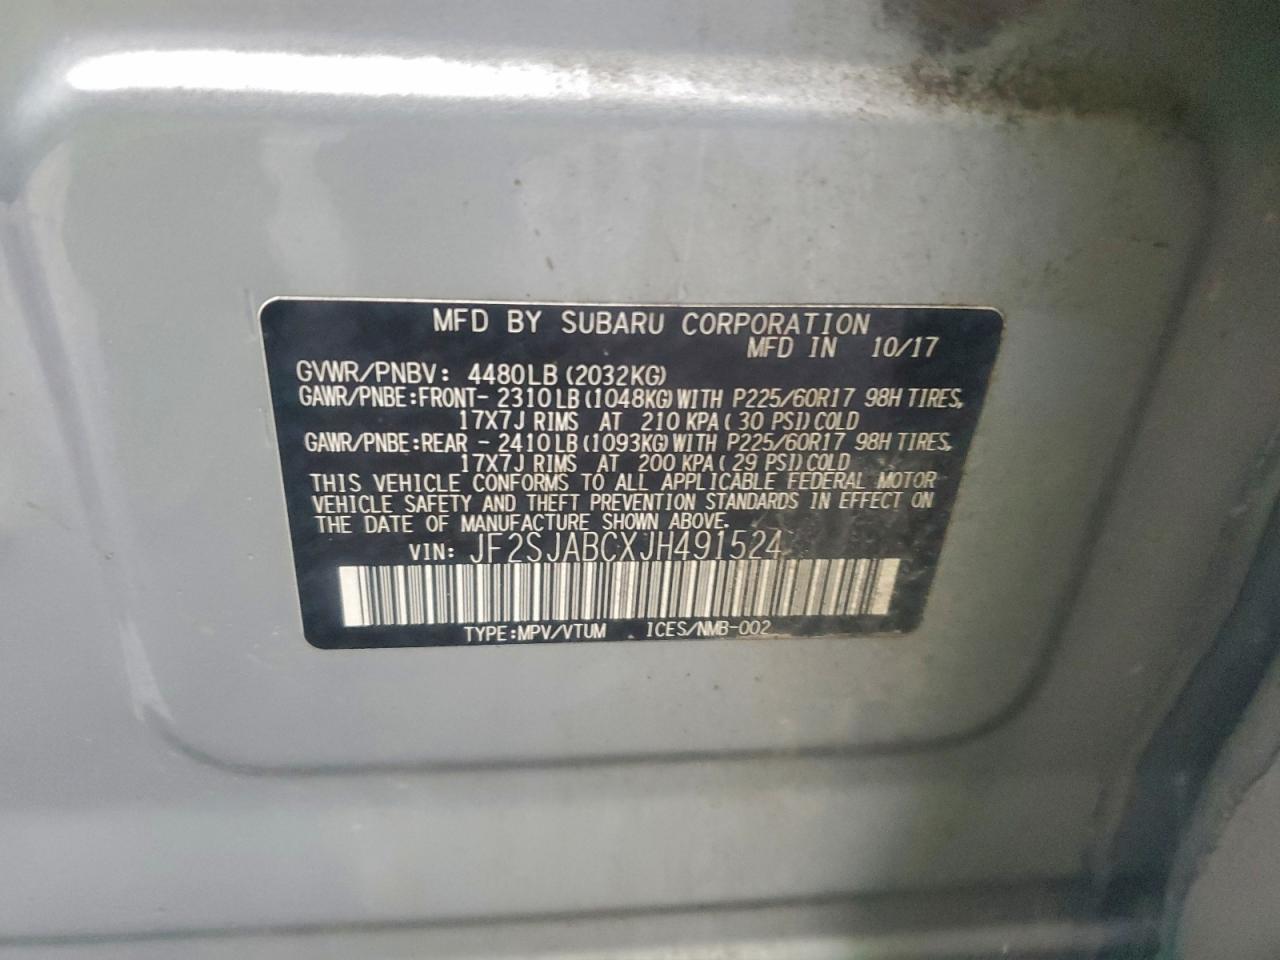 MFD BY SUBARU CORPORATION
MFD IN 10/17
GVWR/PNBV: 4480LB (2032KG)
GAWR/PNBE:FRONT- 2310LB (1048KG) WITH P225/60R17 98H TIRES,
17X7J RIMS AT 210 KPA ( 30 PSI) COLD
GAWR/PNBE:REAR - 2410LB (1093KG) WITH P225/60R17 98H TIRES,
17X7J RIMS AT 200 KPA ( 29 PSI) COLD
THIS VEHICLE CONFORMS TO ALL APPLICABLE FEDERAL MOTOR
VEHICLE SAFETY AND THEFT PREVENTION STANDARDS IN EFFECT ON
THE DATE OF MANUFACTURE SHOWN ABOVE.
VIN: JF2SJABCXJH491524
TYPE:MPV/VTUM ICES/NMB-002